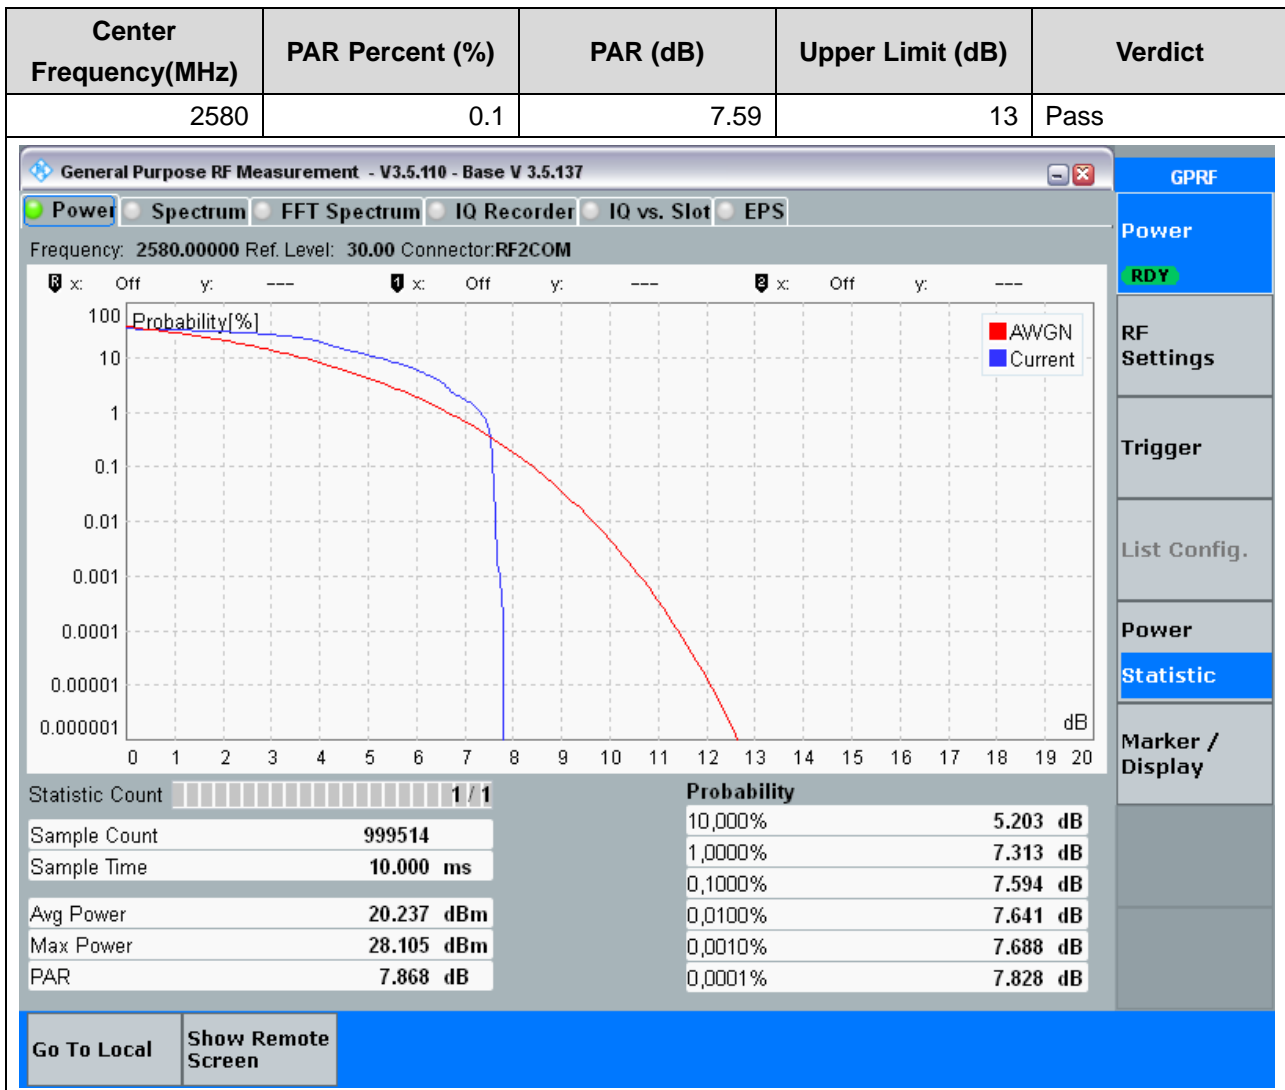 Center Frequency(MHz) PAR Percent (%) PAR (dB) Upper Limit (dB) Verdict
2580 0.1 7.59 13 Pass
General Purpose RF Measurement - V3.5.110 - Base V 3.5.137
GPRF
Power Spectrum FFT Spectrum IQ Recorder IQ vs. Slot EPS
Frequency: 2580.00000 Ref. Level: 30.00 Connector:RF2COM
R x: Off y: --- 1 x: Off y: --- 2 x: Off y: ---
Probability[%]
AWGN
Current
100
10
1
0.1
0.01
0.001
0.0001
0.00001
0.000001
dB
0 1 2 3 4 5 6 7 8 9 10 11 12 13 14 15 16 17 18 19 20
Statistic Count 1 / 1
Sample Count 999514
Sample Time 10.000 ms
Avg Power 20.237 dBm
Max Power 28.105 dBm
PAR 7.868 dB
Probability
10,000% 5.203 dB
1,0000% 7.313 dB
0,1000% 7.594 dB
0,0100% 7.641 dB
0,0010% 7.688 dB
0,0001% 7.828 dB
Power
RDY
RF
Settings
Trigger
List Config.
Power
Statistic
Marker /
Display
Go To Local
Show Remote
Screen